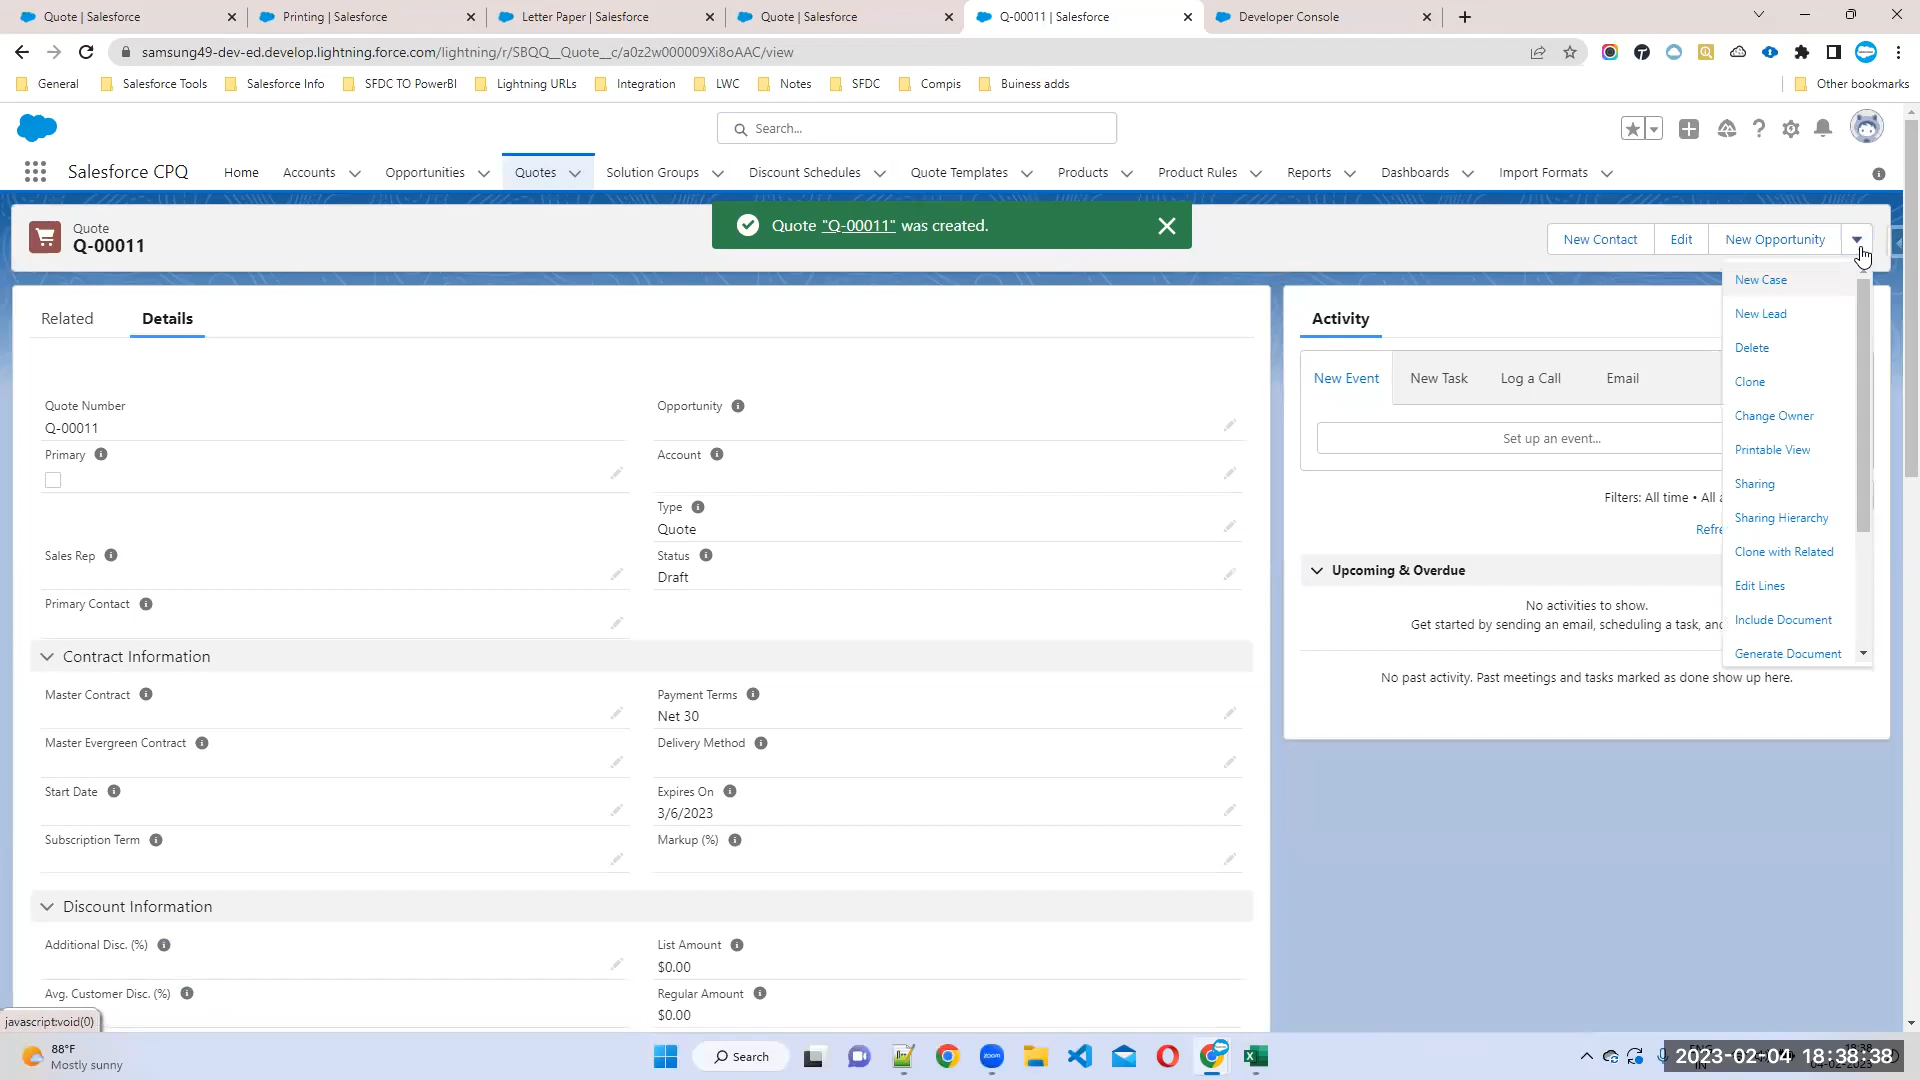 Quote | Salesforce
Printing | Salesforce
Letter Paper | Salesforce
Quote | Salesforce
Q-00011 | Salesforce
Developer Console
samsung49-dev-ed.develop.lightning.force.com/lightning/r/SBQQ__Quote__c/a0z2w000009Xi8oAAC/view
General
Salesforce Tools
Salesforce Info
SFDC TO PowerBI
Lightning URLs
Integration
LWC
Notes
SFDC
Compis
Buiness adds
Other bookmarks
Search...
Salesforce CPQ
Home
Accounts
Opportunities
Quotes
Solution Groups
Discount Schedules
Quote Templates
Products
Product Rules
Reports
Dashboards
Import Formats
Quote
Q-00011
Quote "Q-00011" was created.
New Contact
Edit
New Opportunity
New Case
New Lead
Delete
Clone
Change Owner
Printable View
Sharing
Sharing Hierarchy
Clone with Related
Edit Lines
Include Document
Generate Document
Related
Details
Quote Number
Q-00011
Opportunity
Primary
Account
Type
Quote
Sales Rep
Status
Draft
Primary Contact
Contract Information
Master Contract
Payment Terms
Net 30
Master Evergreen Contract
Delivery Method
Start Date
Expires On
3/6/2023
Subscription Term
Markup (%)
Discount Information
Additional Disc. (%)
List Amount
$0.00
Avg. Customer Disc. (%)
Regular Amount
$0.00
Activity
New Event
New Task
Log a Call
Email
Set up an event...
Filters: All time • All
Refre
Upcoming & Overdue
No activities to show.
Get started by sending an email, scheduling a task, and
No past activity. Past meetings and tasks marked as done show up here.
javascript:void(0)
88°F
Mostly sunny
Search
zoom
2023-02-04 18:38:38